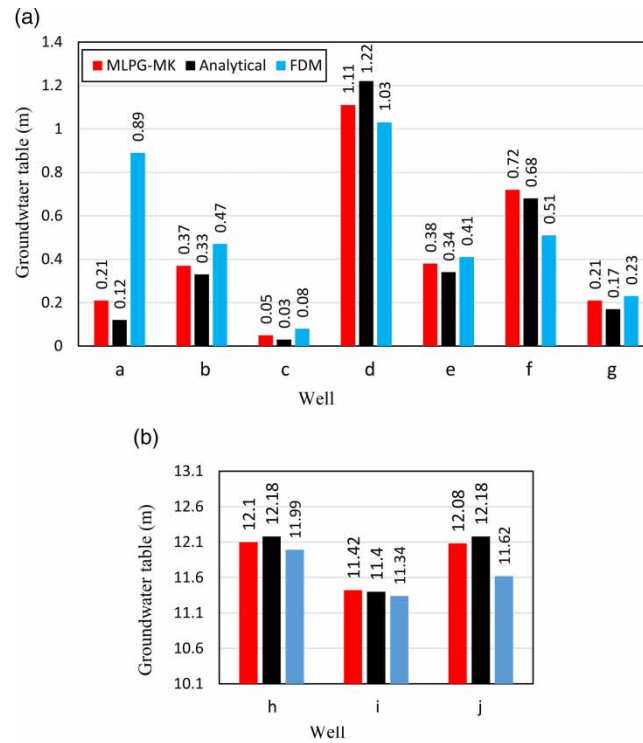 (a)
1.4
1.2
1
0.8
0.6
0.4
0.2
0
Groundwtaer table (m)
MLPG-MK Analytical FDM
0.21 0.12 0.89
0.37 0.33 0.47
0.05 0.03 0.08
1.11 1.22 1.03
0.38 0.34 0.41
0.72 0.68 0.51
0.21 0.17 0.23
a b c d e f g
Well
(b)
13.1
12.6
12.1
11.6
11.1
10.6
10.1
Groundwater table (m)
12.1 12.18 11.99
11.42 11.4 11.34
12.08 12.18 11.62
h i j
Well